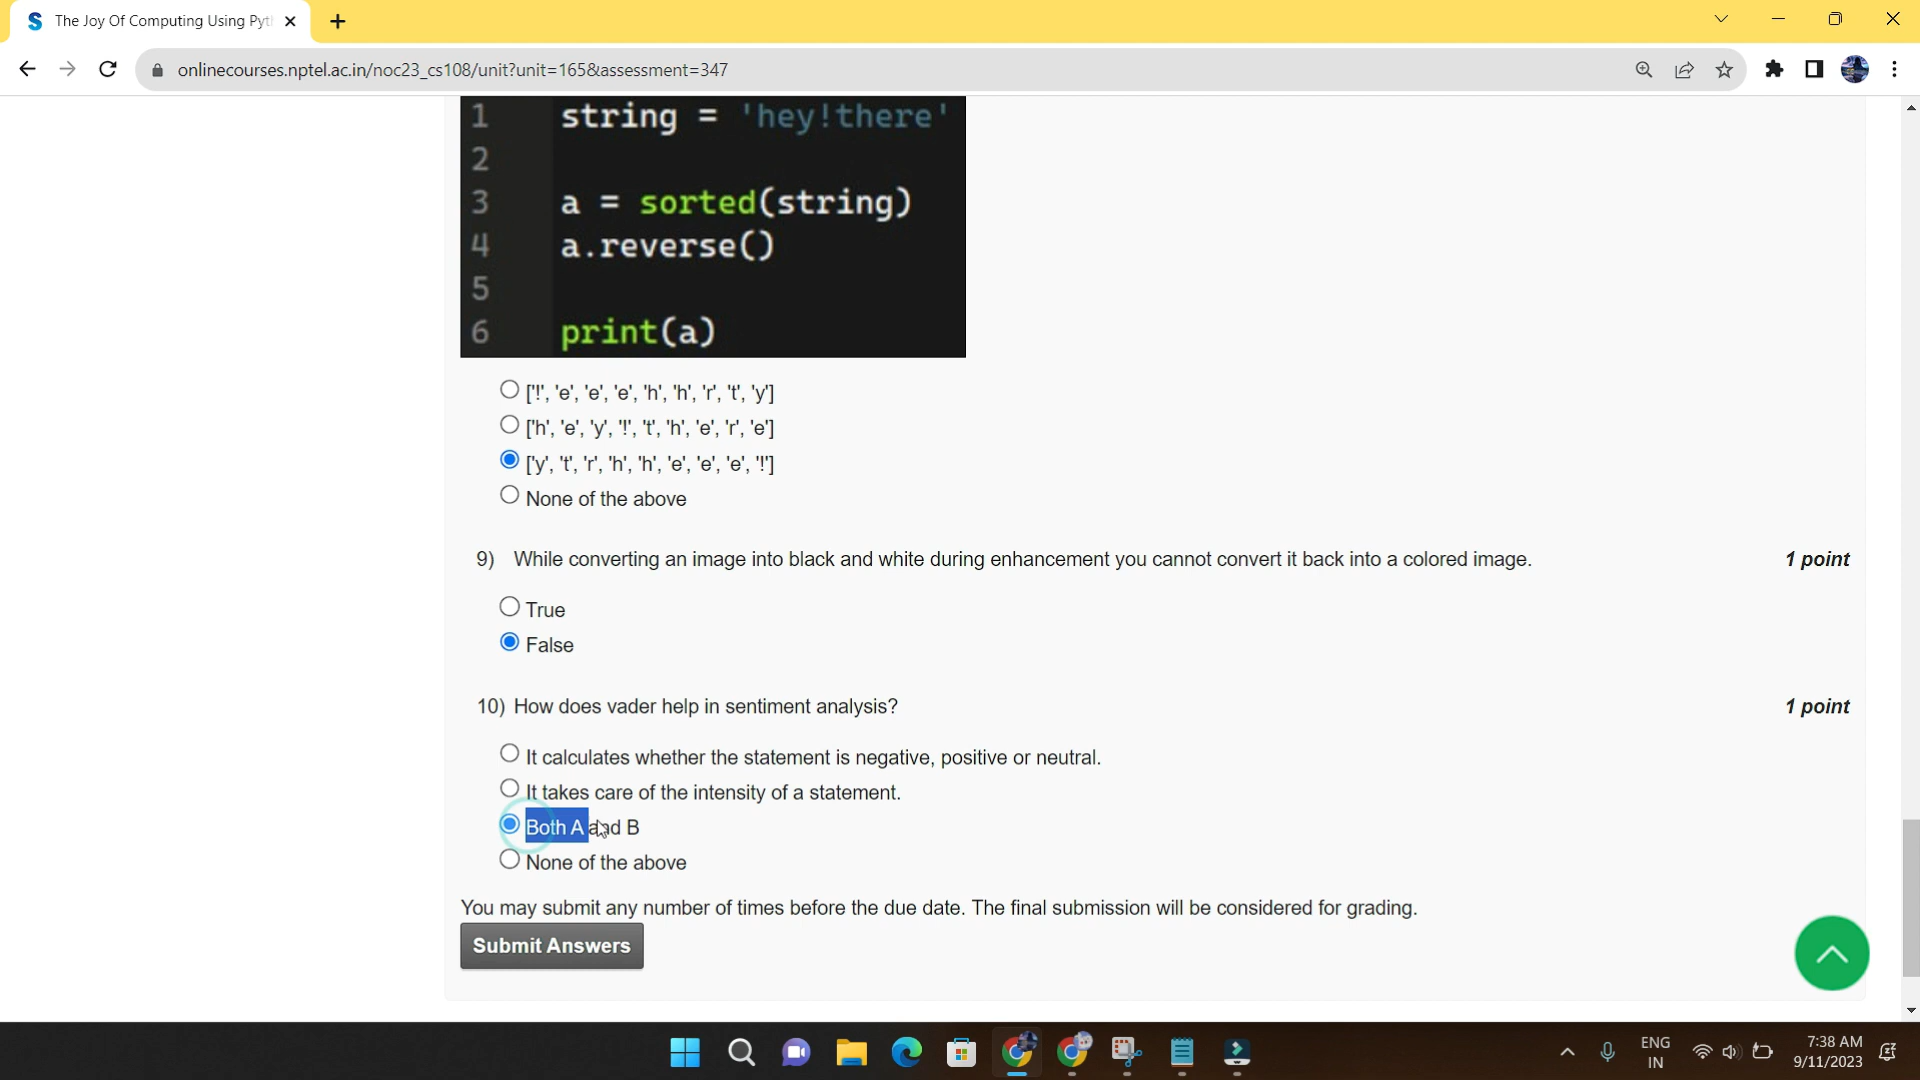 The Joy Of Computing Using Pyth
onlinecourses.nptel.ac.in/noc23_cs108/unit?unit=165&assessment=347
1 string = 'hey!there'
2
3 a = sorted(string)
4 a.reverse()
5
6 print(a)
['!', 'e', 'e', 'e', 'h', 'h', 'r', 't', 'y']
['h', 'e', 'y', '!', 't', 'h', 'e', 'r', 'e']
['y', 't', 'r', 'h', 'h', 'e', 'e', 'e', '!']
None of the above
9) While converting an image into black and white during enhancement you cannot convert it back into a colored image. 1 point
True
False
10) How does vader help in sentiment analysis? 1 point
It calculates whether the statement is negative, positive or neutral.
It takes care of the intensity of a statement.
Both A and B
None of the above
You may submit any number of times before the due date. The final submission will be considered for grading.
Submit Answers
ENG
IN
7:38 AM
9/11/2023